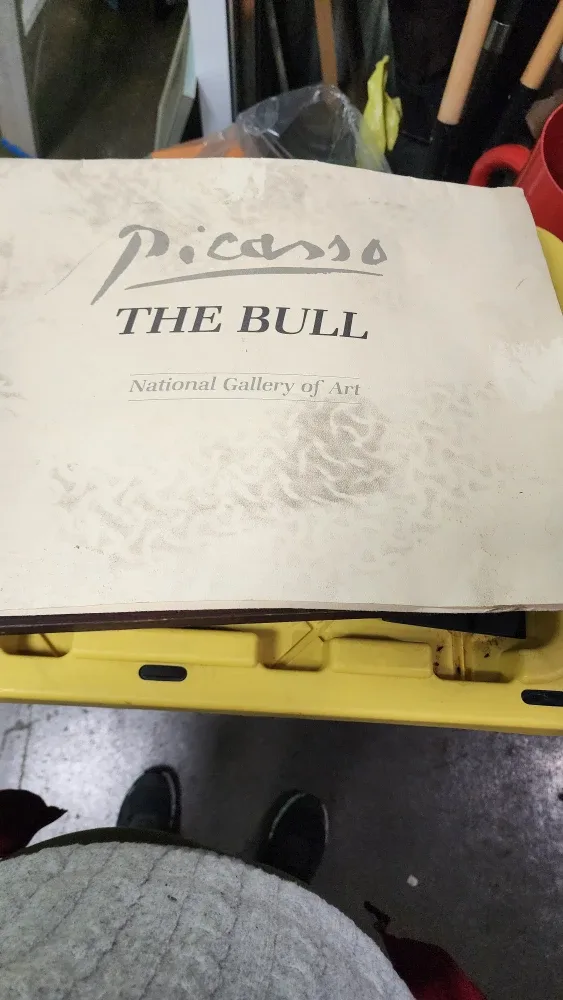 Picasso
THE BULL
National Gallery of Art